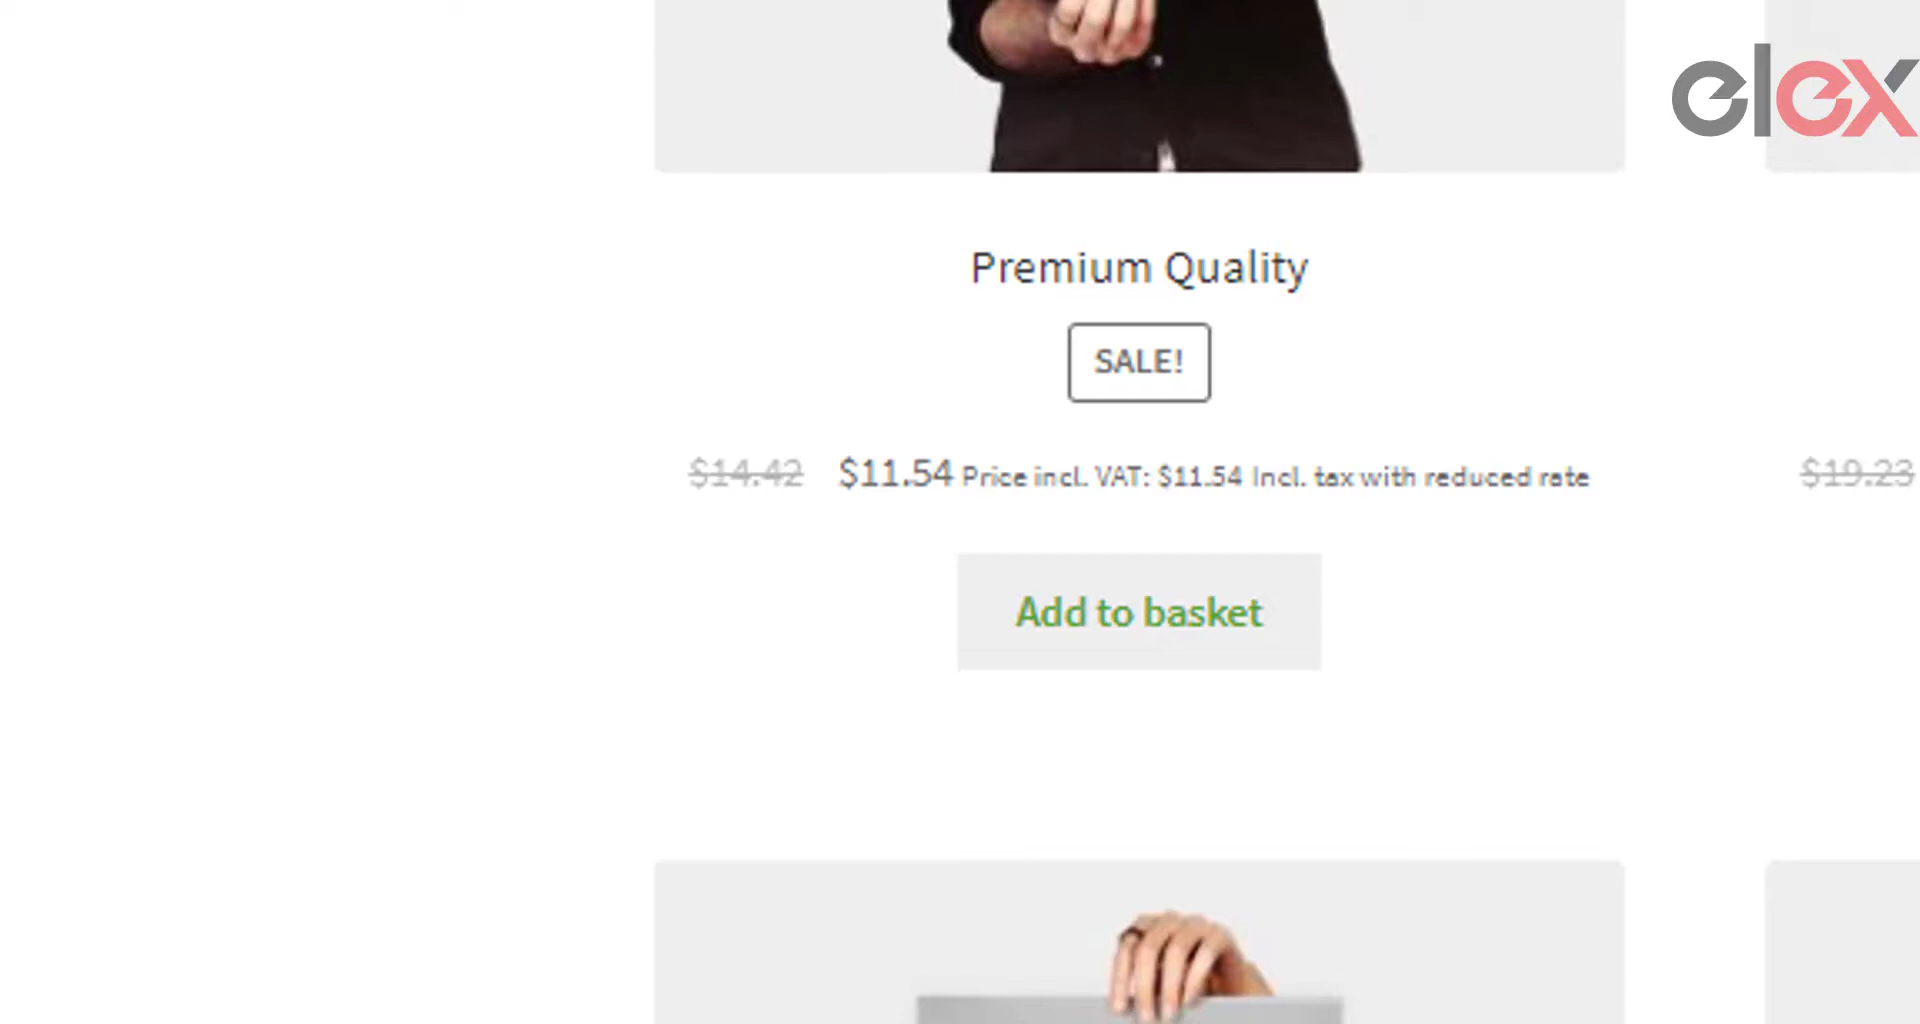 elex
Premium Quality
SALE!
$14.42 $11.54 Price incl. VAT: $11.54 Incl. tax with reduced rate
$19.23
Add to basket